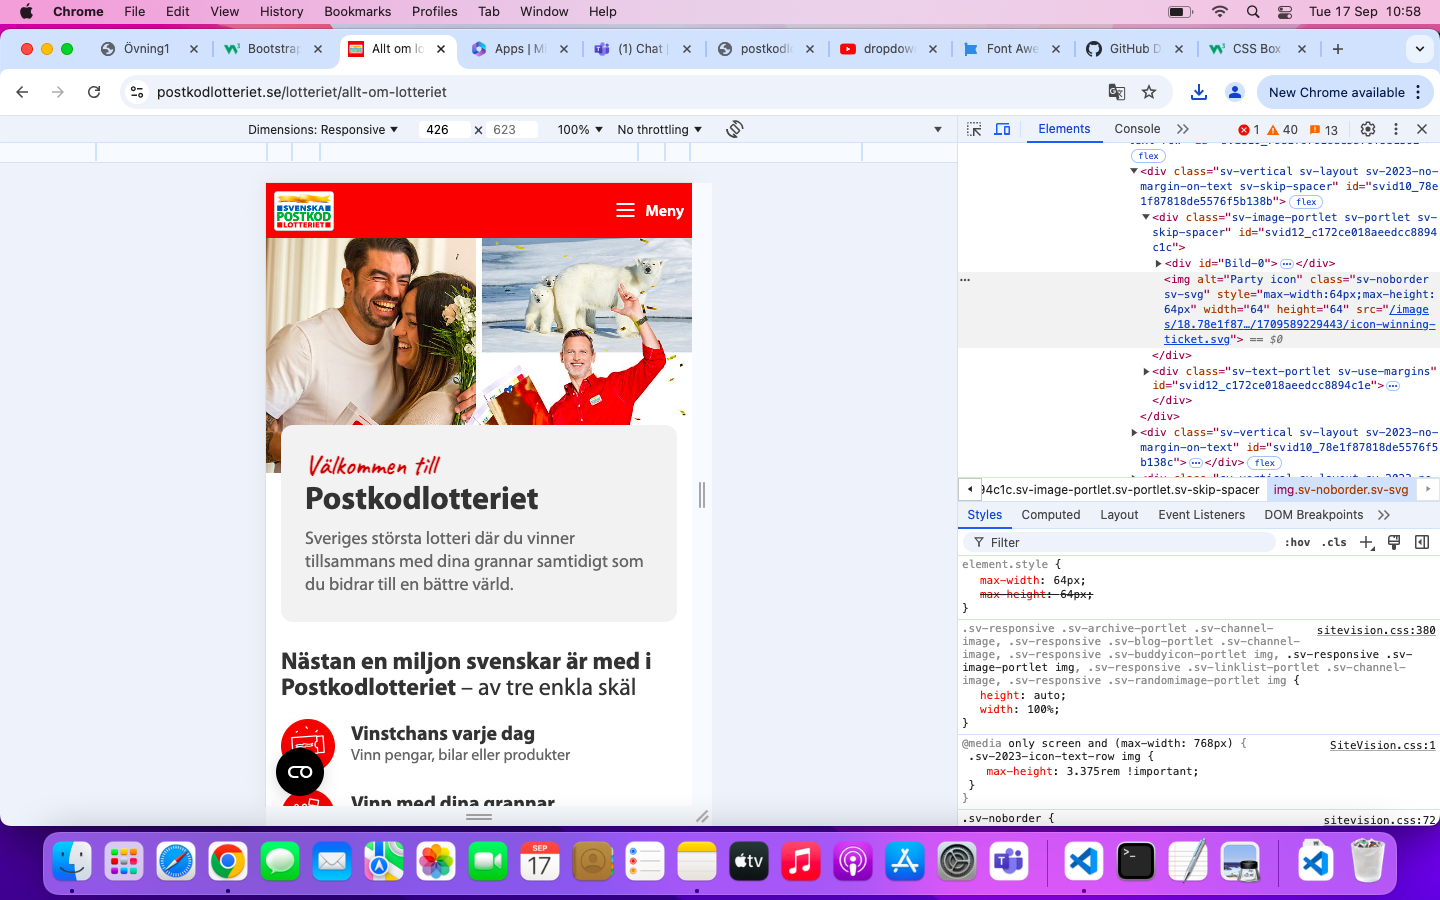 Chrome File Edit View History Bookmarks Profiles Tab Window Help Tue 17 Sep 10:58
Övning1 Bootstrap Allt om lo Apps | Mi (1) Chat | postkodlo dropdow Font Awe GitHub D CSS Box
postkodlotteriet.se/lotteriet/allt-om-lotteriet New Chrome available
Dimensions: Responsive 426 x 623 100% No throttling
Elements Console 1 40 13
SVENSKA
POSTKOD
LOTTERIET
Meny
Välkommen till
Postkodlotteriet
Sveriges största lotteri där du vinner
tillsammans med dina grannar samtidigt som
du bidrar till en bättre värld.
Nästan en miljon svenskar är med i
Postkodlotteriet – av tre enkla skäl
Vinstchans varje dag
Vinn pengar, bilar eller produkter
Vinn med dina grannar
flex
<div class="sv-vertical sv-layout sv-2023-no-
margin-on-text sv-skip-spacer" id="svid10_78e
1f87818de5576f5b138b"> flex
<div class="sv-image-portlet sv-portlet sv-
skip-spacer" id="svid12_c172ce018aeedcc8894
c1c">
<div id="Bild-0"> … </div>
<img alt="Party icon" class="sv-noborder
sv-svg" style="max-width:64px;max-height:
64px" width="64" height="64" src="/image
s/18.78e1f87…/1709589229443/icon-winning-
ticket.svg"> == $0
</div>
<div class="sv-text-portlet sv-use-margins"
id="svid12_c172ce018aeedcc8894c1e"> …
</div>
</div>
<div class="sv-vertical sv-layout sv-2023-no-
margin-on-text" id="svid10_78e1f87818de5576f5
b138c"> … </div> flex
94c1c.sv-image-portlet.sv-portlet.sv-skip-spacer img.sv-noborder.sv-svg
Styles Computed Layout Event Listeners DOM Breakpoints
Filter :hov .cls
element.style {
max-width: 64px;
max-height: 64px;
}
.sv-responsive .sv-archive-portlet .sv-channel- sitevision.css:380
image, .sv-responsive .sv-blog-portlet .sv-channel-
image, .sv-responsive .sv-buddyicon-portlet img, .sv-responsive .sv-
image-portlet img, .sv-responsive .sv-linklist-portlet .sv-channel-
image, .sv-responsive .sv-randomimage-portlet img {
height: auto;
width: 100%;
}
@media only screen and (max-width: 768px) { SiteVision.css:1
.sv-2023-icon-text-row img {
max-height: 3.375rem !important;
}
}
.sv-noborder { sitevision.css:72
SEP
17
tv